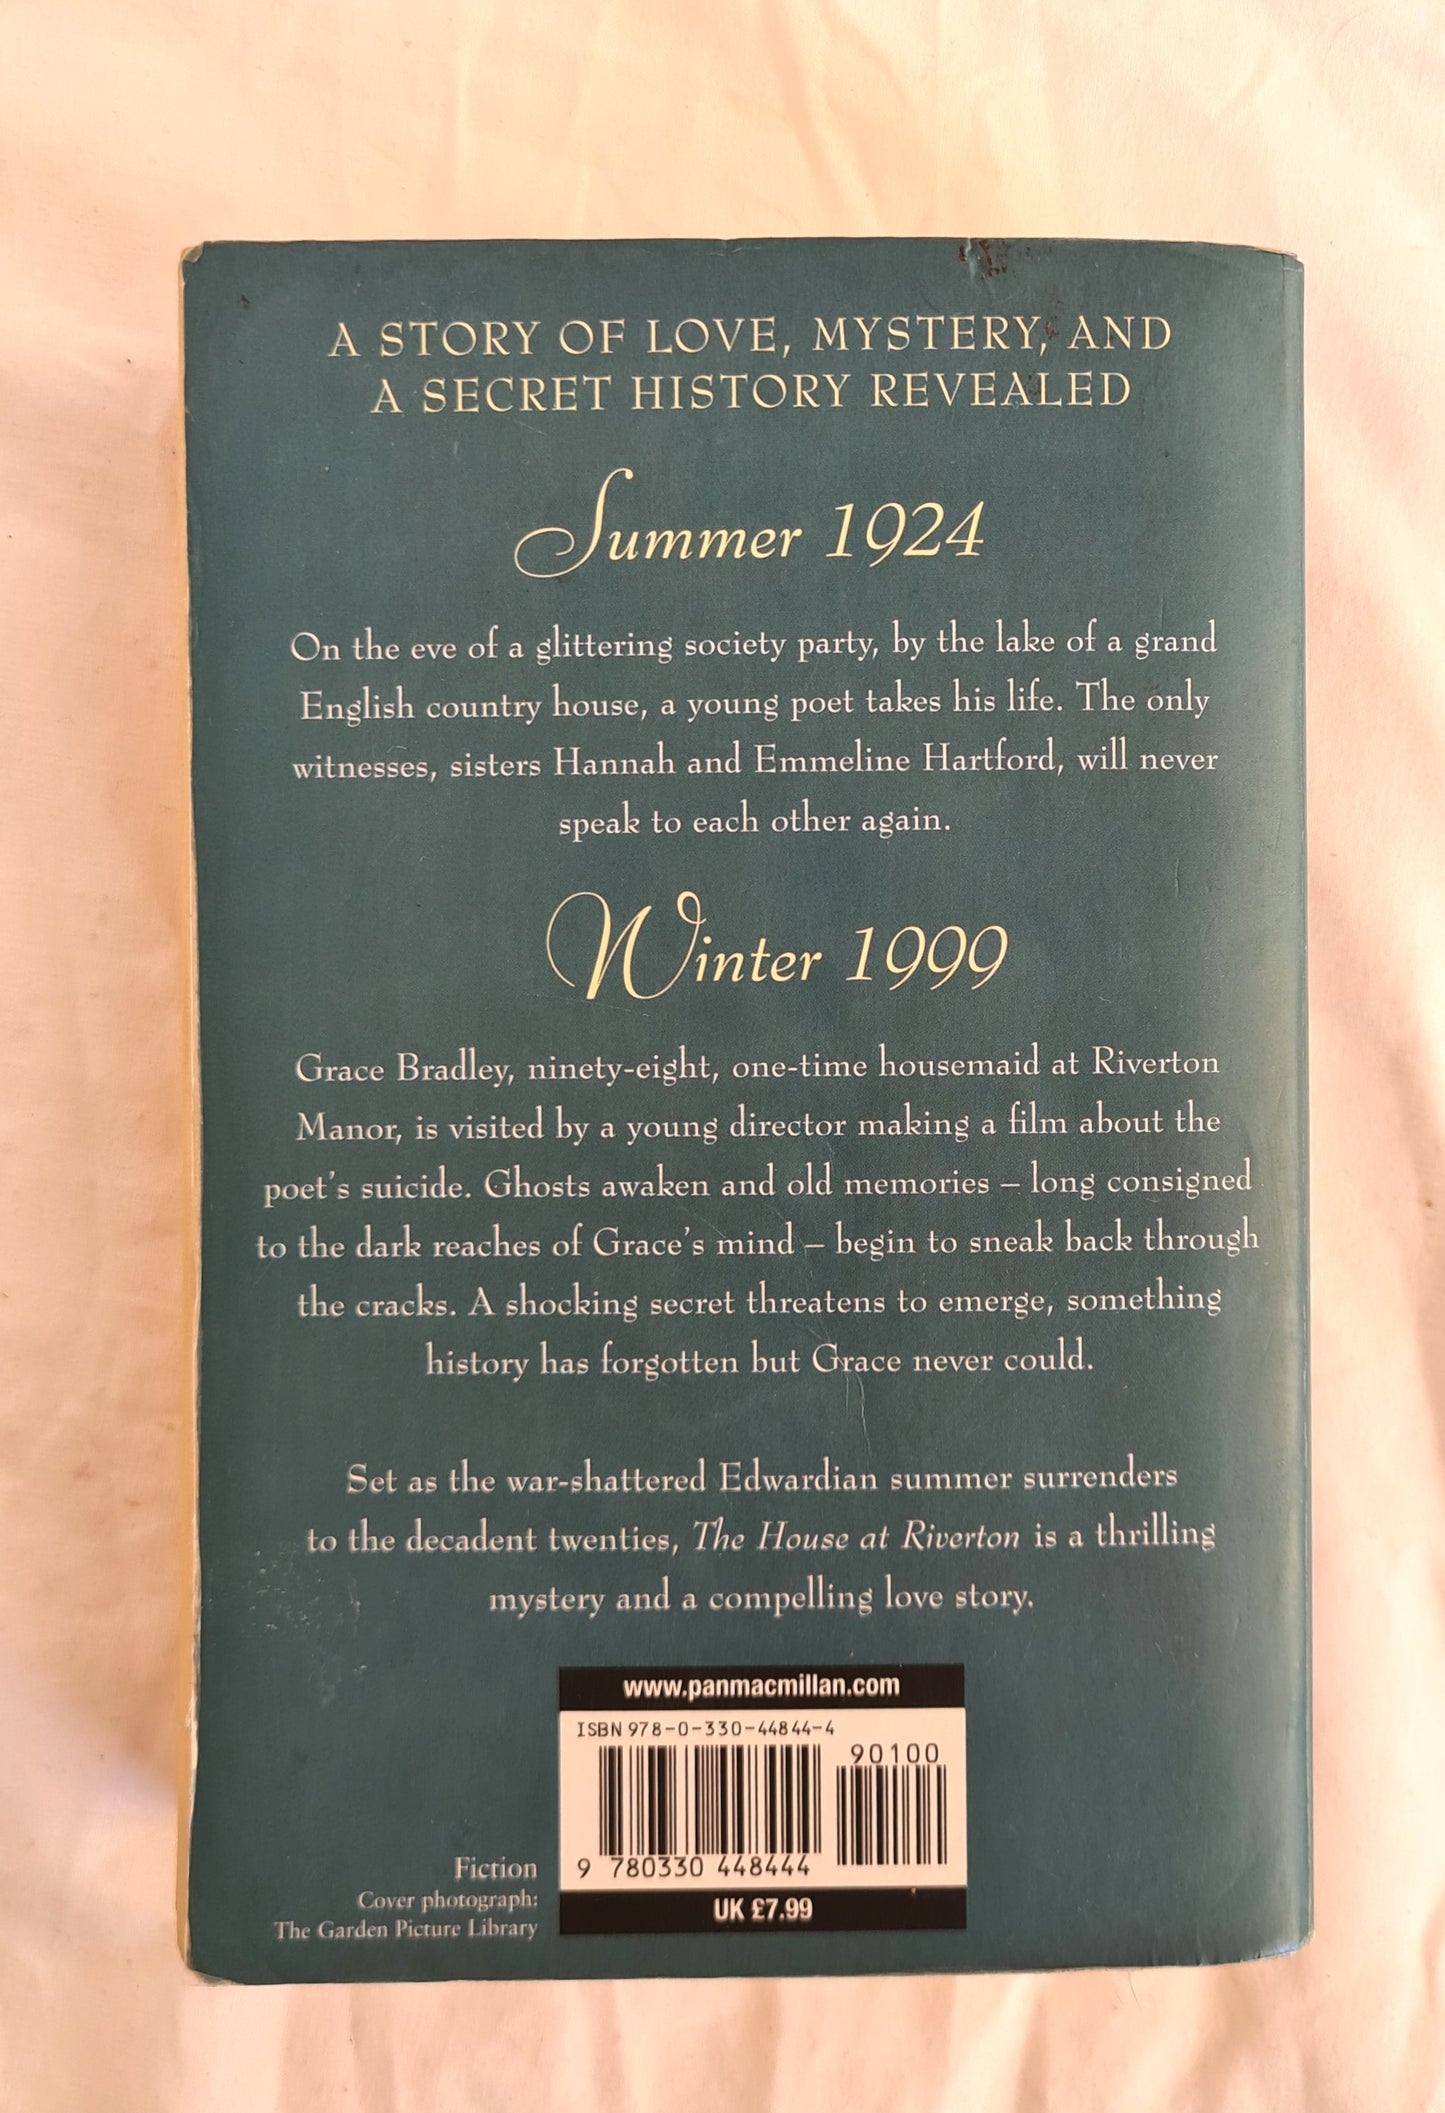 A STORY OF LOVE, MYSTERY, AND
A SECRET HISTORY REVEALED
Summer 1924
On the eve of a glittering society party, by the lake of a grand
English country house, a young poet takes his life. The only
witnesses, sisters Hannah and Emmeline Hartford, will never
speak to each other again.
Winter 1999
Grace Bradley, ninety-eight, one-time housemaid at Riverton
Manor, is visited by a young director making a film about the
poet's suicide. Ghosts awaken and old memories – long consigned
to the dark reaches of Grace's mind – begin to sneak back through
the cracks. A shocking secret threatens to emerge, something
history has forgotten but Grace never could.
Set as the war-shattered Edwardian summer surrenders
to the decadent twenties, The House at Riverton is a thrilling
mystery and a compelling love story.
www.panmacmillan.com
ISBN 978-0-330-44844-4
90100
9 780330 448444
UK £7.99
Fiction
Cover photograph:
The Garden Picture Library